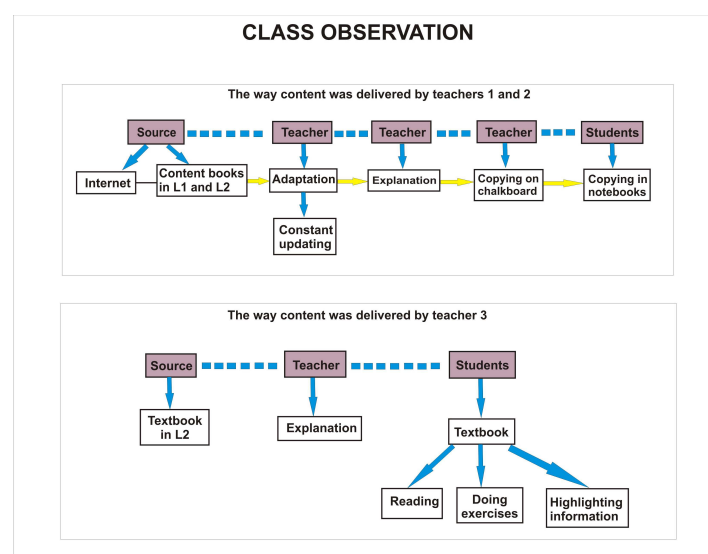 CLASS OBSERVATION
The way content was delivered by teachers 1 and 2
Source
Teacher
Teacher
Teacher
Students
Internet
Content books
in L1 and L2
Adaptation
Explanation
Copying on
chalkboard
Copying in
notebooks
Constant
updating
The way content was delivered by teacher 3
Source
Teacher
Students
Textbook
in L2
Explanation
Textbook
Reading
Doing
exercises
Highlighting
information